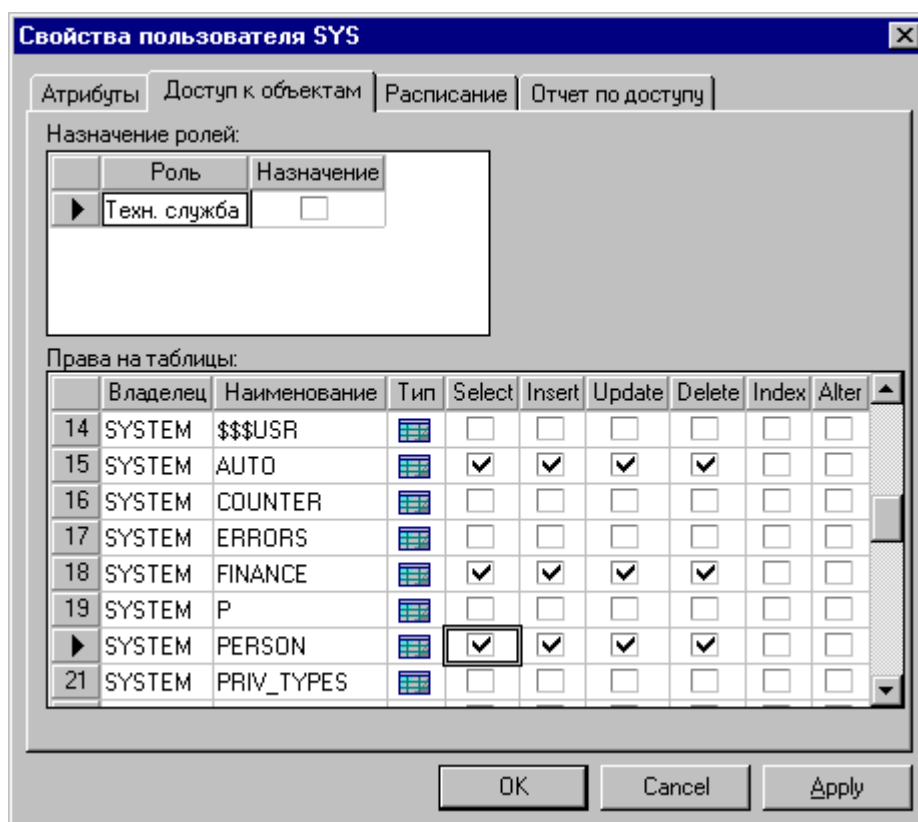 Свойства пользователя SYS
Атрибуты Доступ к объектам Расписание Отчет по доступу
Назначение ролей:
Роль Назначение
Техн. служба
Права на таблицы:
Владелец Наименование Тип Select Insert Update Delete Index Alter
14 SYSTEM $$$USR
15 SYSTEM AUTO
16 SYSTEM COUNTER
17 SYSTEM ERRORS
18 SYSTEM FINANCE
19 SYSTEM P
SYSTEM PERSON
21 SYSTEM PRIV_TYPES
OK Cancel Apply